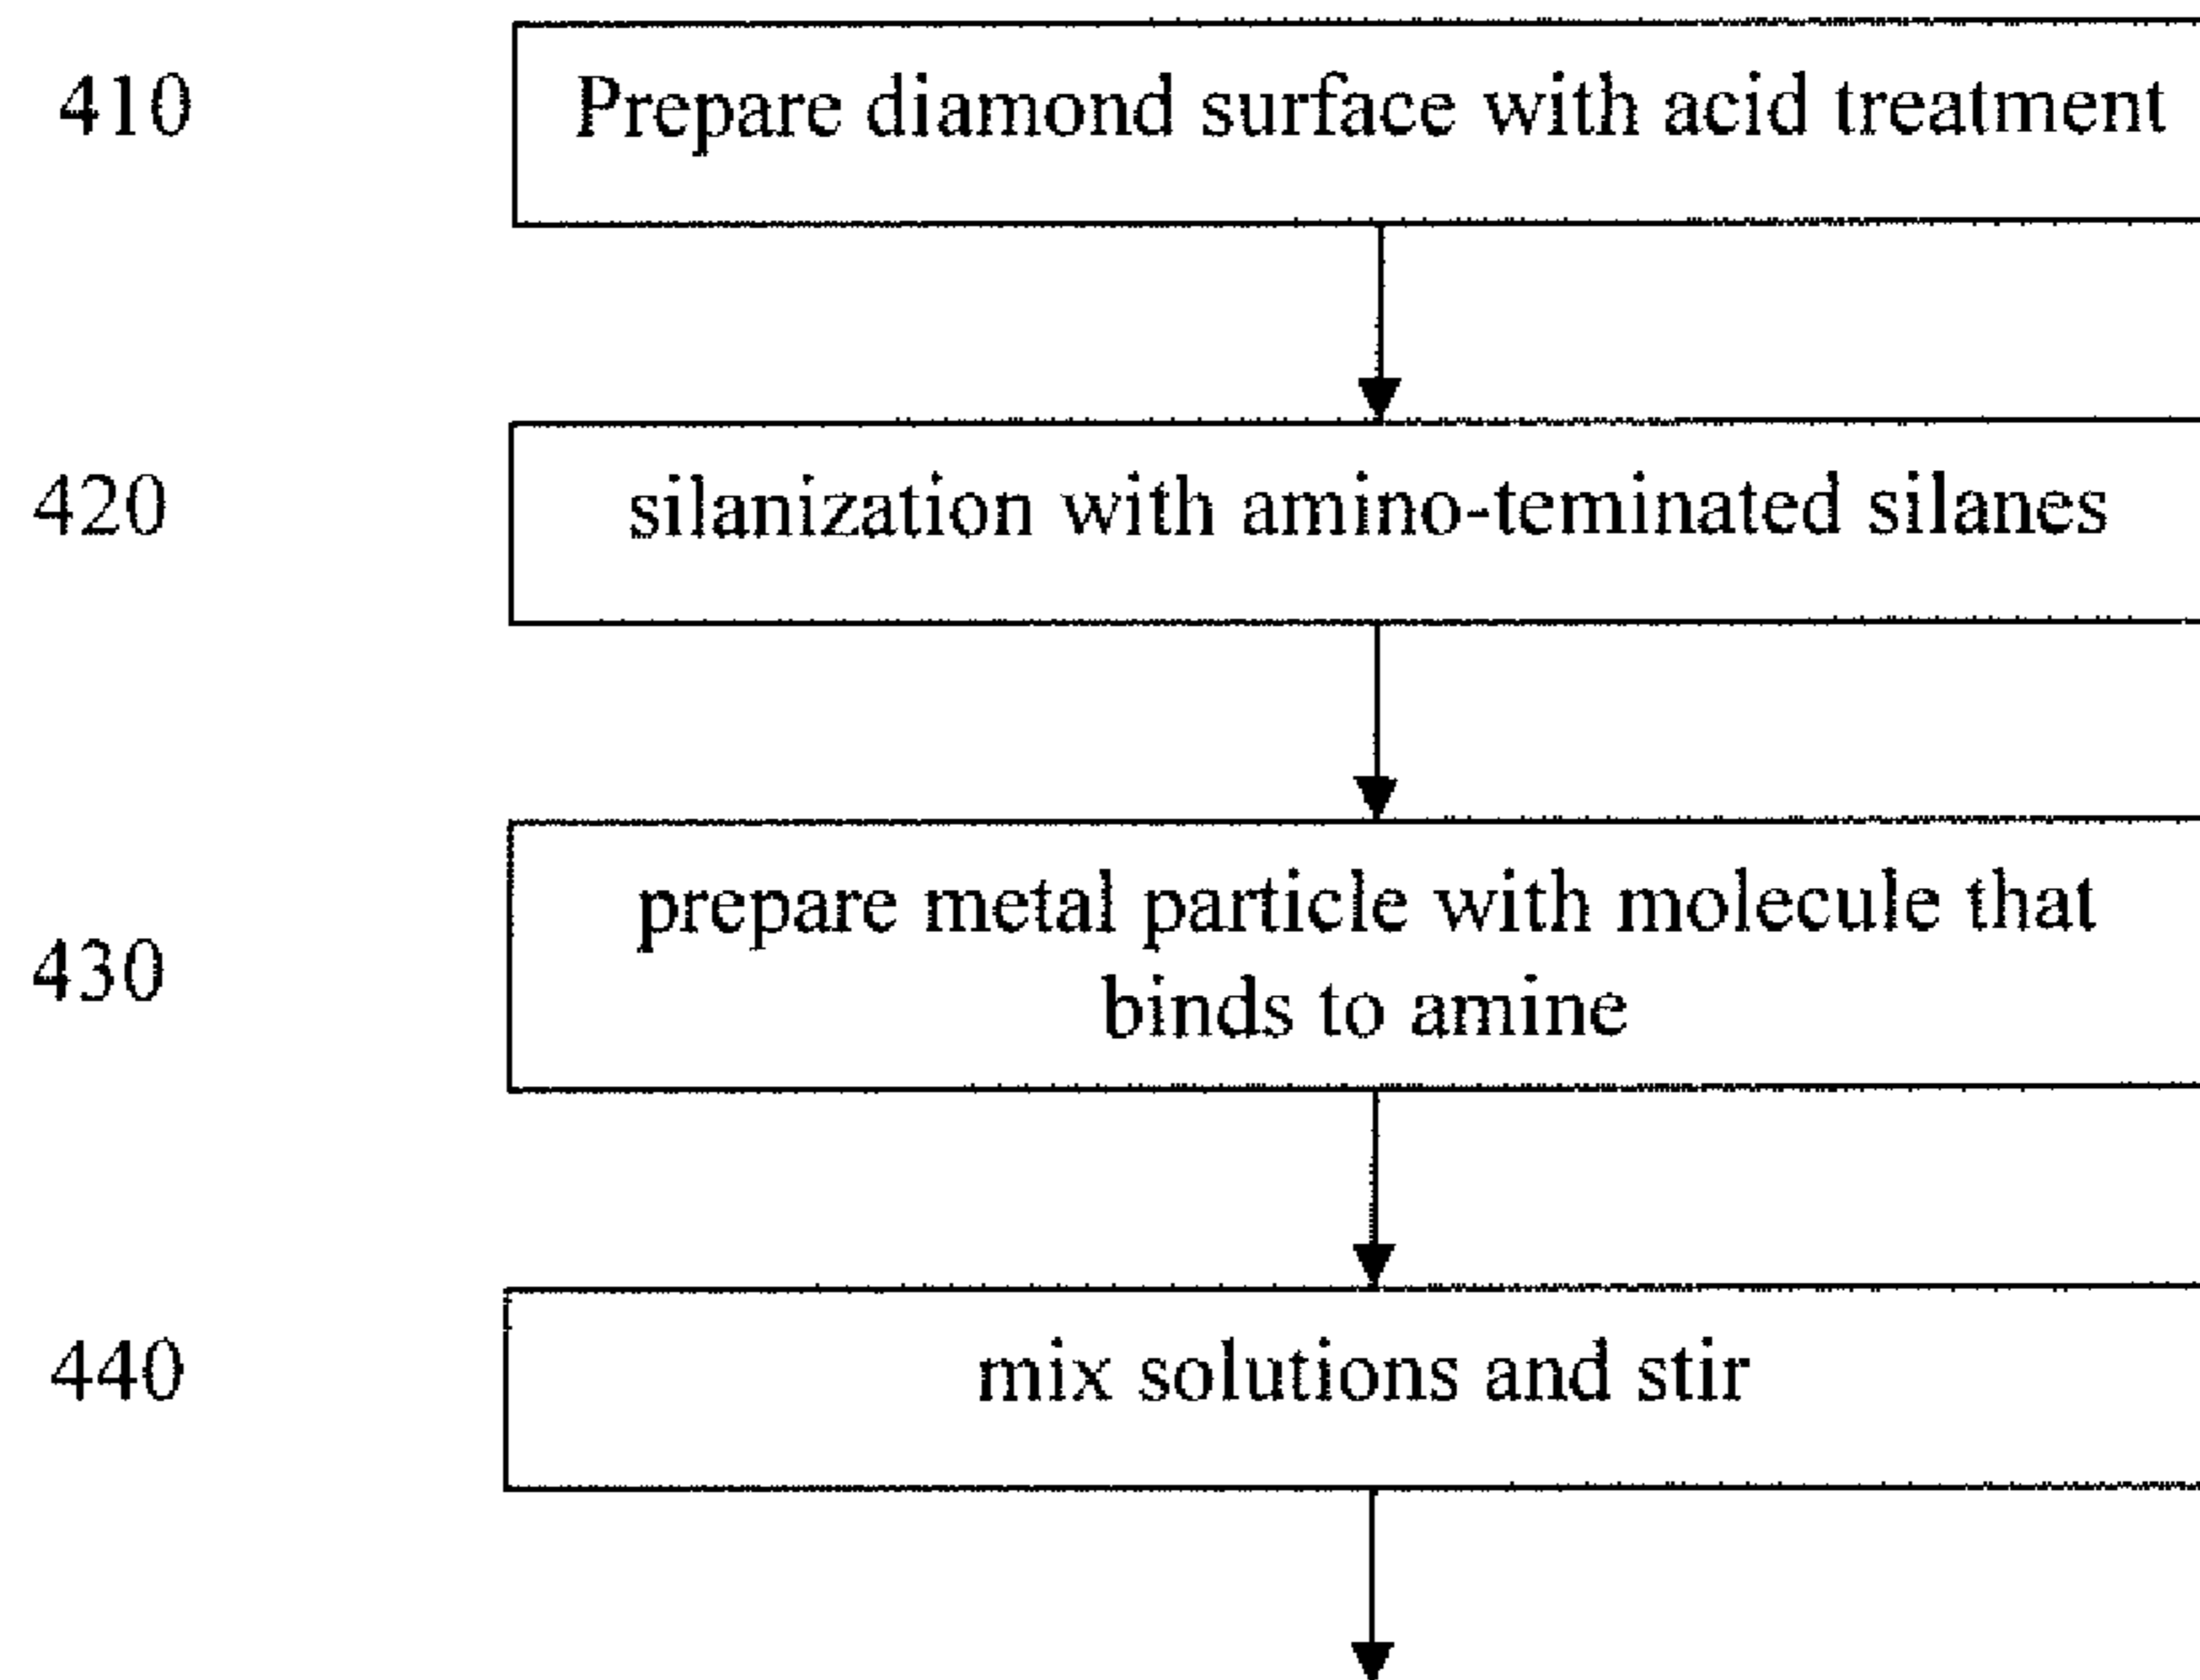 410
Prepare diamond surface with acid treatment
420
silanization with amino-teminated silanes
430
prepare metal particle with molecule that
binds to amine
440
mix solutions and stir